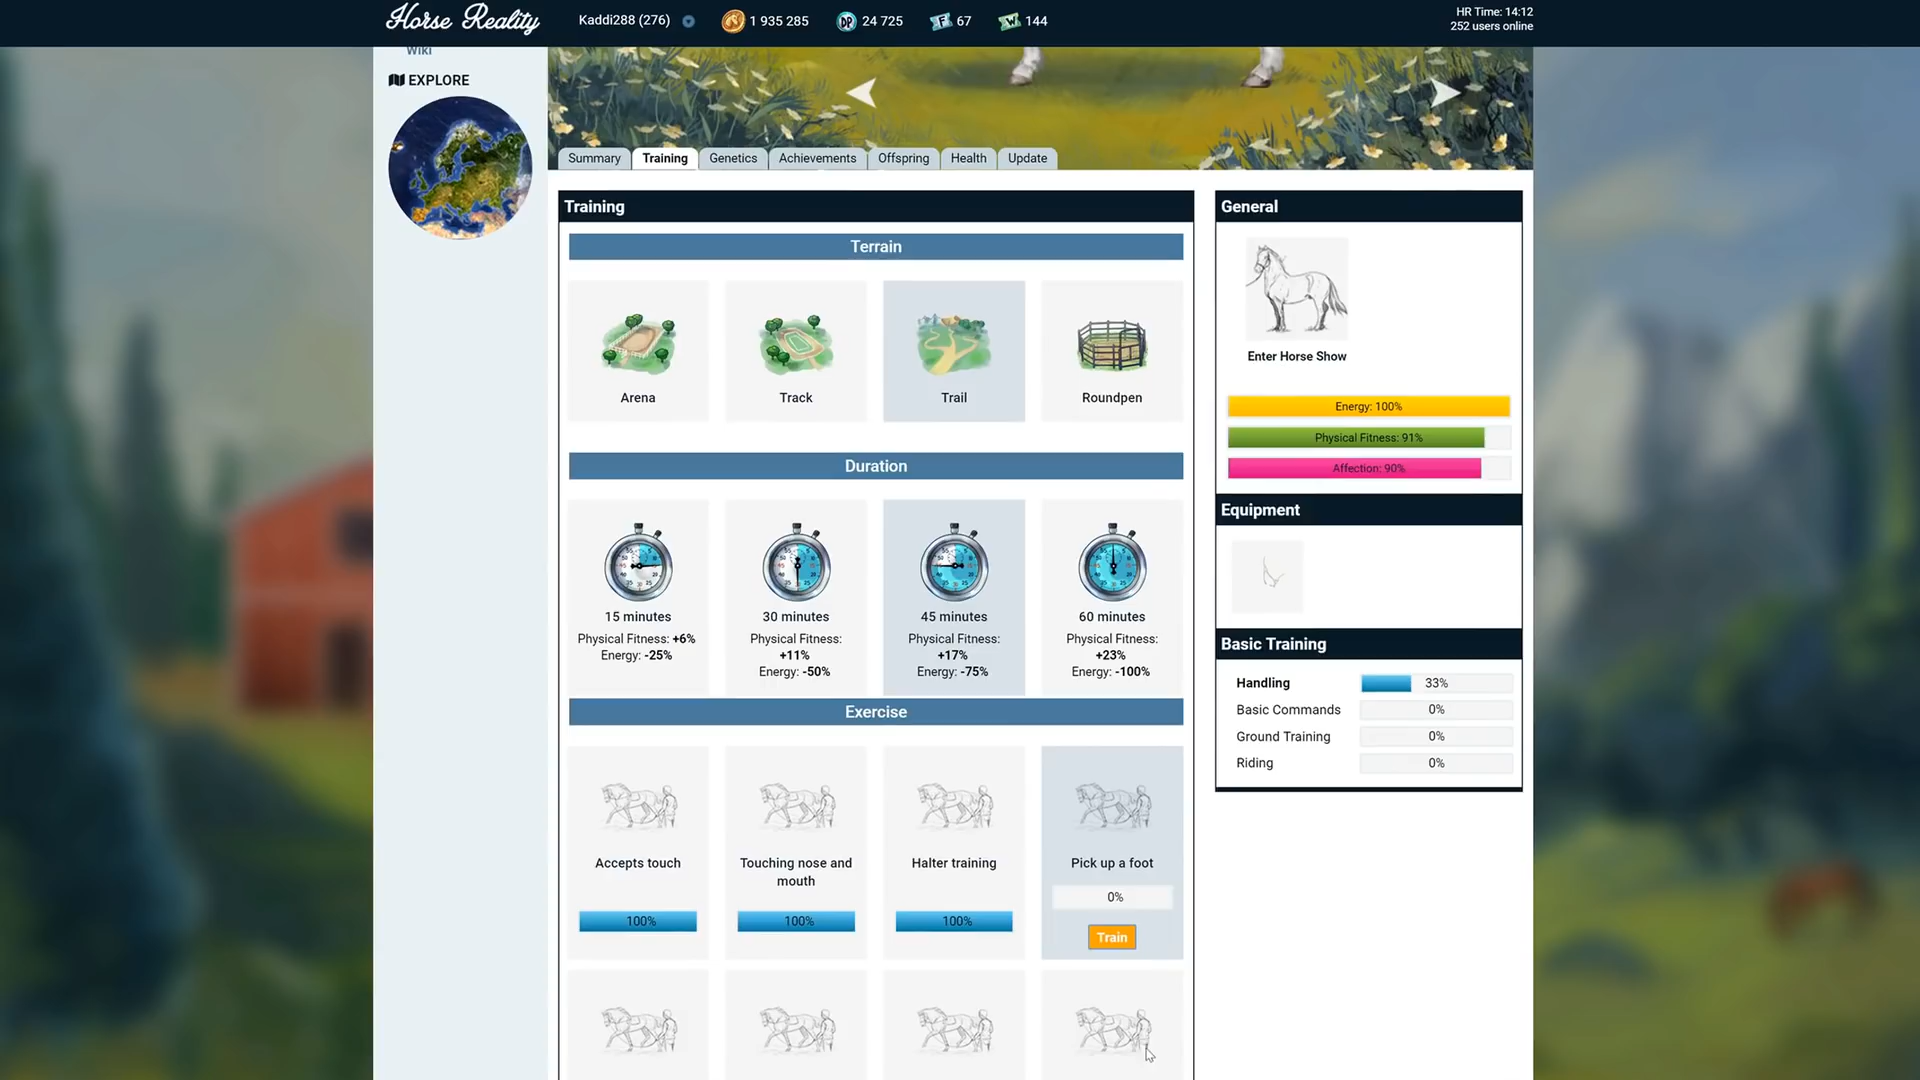 Horse Reality
Kaddi288 (276)
1 935 285
DP
24 725
F
67
W
144
HR Time: 14:12
252 users online
Wiki
EXPLORE
Summary
Training
Genetics
Achievements
Offspring
Health
Update
Training
Terrain
Arena
Track
Trail
Roundpen
Duration
15 minutes
Physical Fitness: +6%
Energy: -25%
30 minutes
Physical Fitness:
+11%
Energy: -50%
45 minutes
Physical Fitness:
+17%
Energy: -75%
60 minutes
Physical Fitness:
+23%
Energy: -100%
Exercise
Accepts touch
100%
Touching nose and
mouth
100%
Halter training
100%
Pick up a foot
0%
Train
General
Enter Horse Show
Energy: 100%
Physical Fitness: 91%
Affection: 90%
Equipment
Basic Training
Handling
33%
Basic Commands
0%
Ground Training
0%
Riding
0%